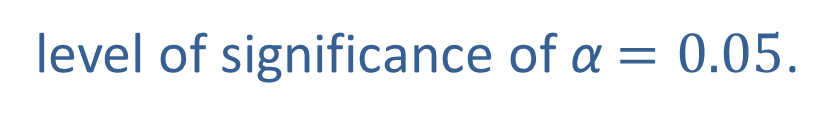 level of significance of α = 0.05.